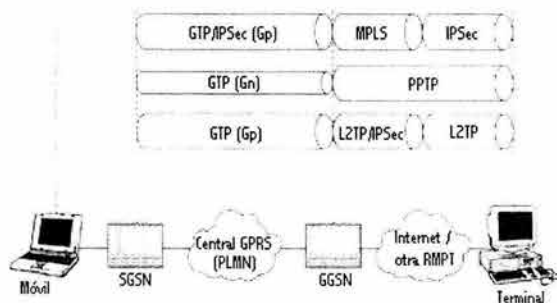 GTP/IPSec (Gp) MPLS IPSec
GTP (Gn) PPTP
GTP (Gp) L2TP/IPSec L2TP
Móvil
SGSN
Central GPRS
(PLMN)
GGSN
Internet /
otra RMPT
Terminal